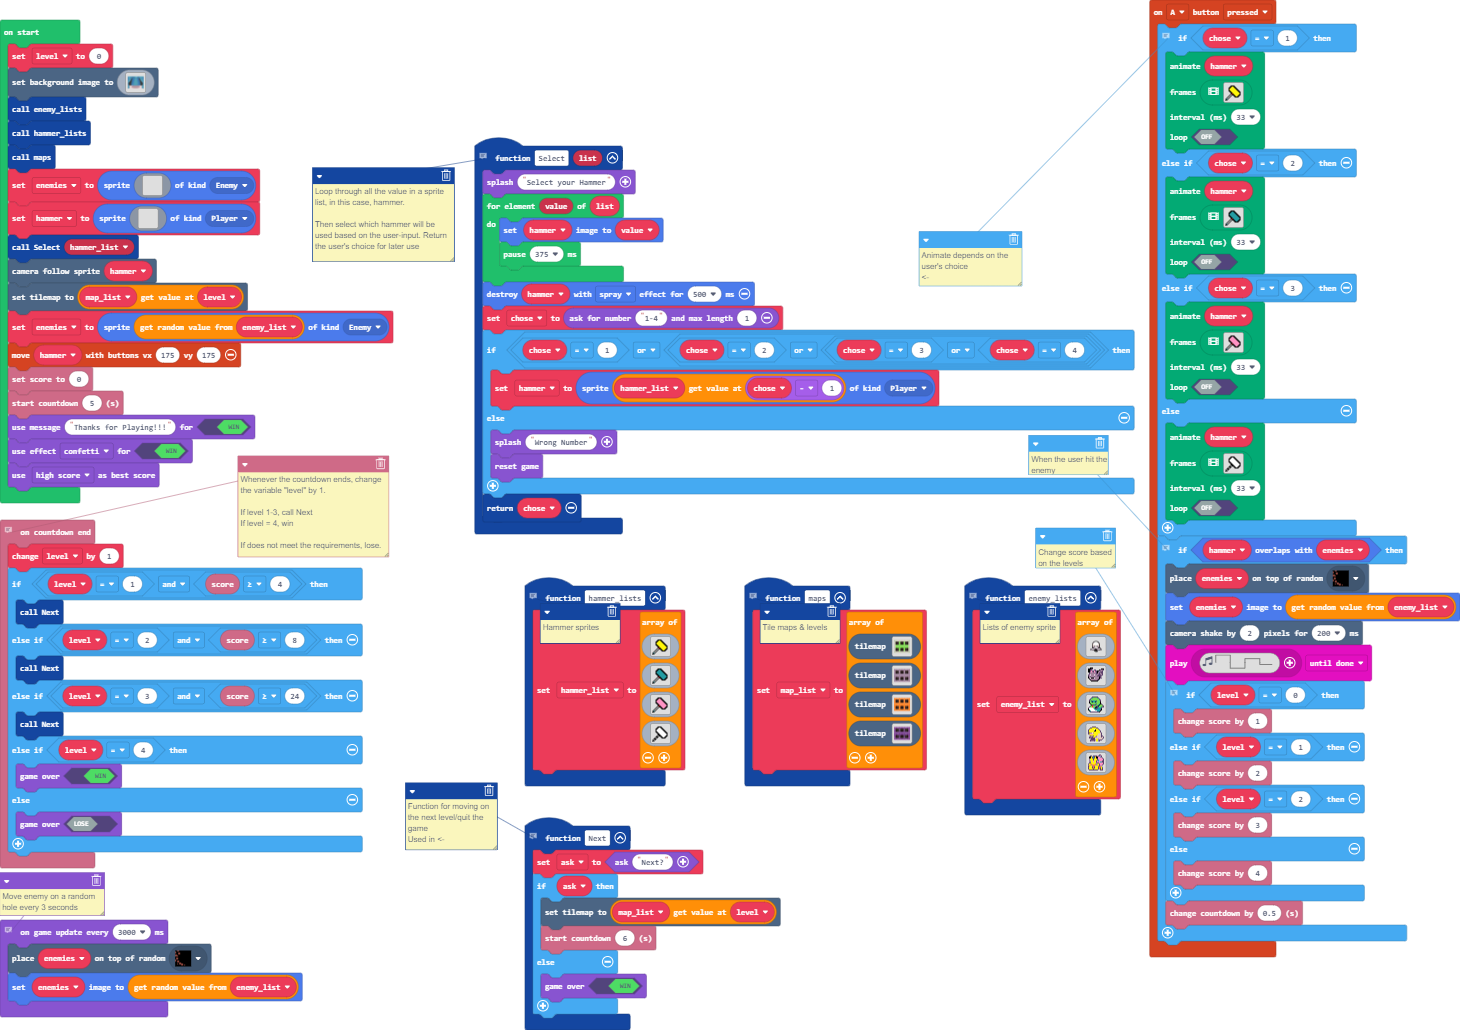 on start
set level to 0
set background image to
call enemy_lists
call hammer_lists
call maps
set enemies to sprite of kind Enemy
set hammer to sprite of kind Player
call Select hammer_list
camera follow sprite hammer
set tilemap to map_list get value at level
set enemies to sprite get random value from enemy_list of kind Enemy
move hammer with buttons vx 175 vy 175
set score to 0
start countdown 5 (s)
use message "Thanks for Playing!!!" for WIN
use effect confetti for WIN
use high score as best score
Whenever the countdown ends, change
the variable "level" by 1.
If level 1-3, call Next
If level = 4, win
If does not meet the requirements, lose.
on countdown end
change level by 1
if level = 1 and score ≥ 4 then
call Next
else if level = 2 and score ≥ 8 then
call Next
else if level = 3 and score ≥ 24 then
call Next
else if level = 4 then
game over WIN
else
game over LOSE
Move enemy on a random
hole every 3 seconds
on game update every 3000 ms
place enemies on top of random
set enemies image to get random value from enemy_list
Loop through all the value in a sprite
list, in this case, hammer.
Then select which hammer will be
used based on the user-input. Return
the user's choice for later use
function Select list
splash "Select your Hammer"
for element value of list
do set hammer image to value
pause 375 ms
destroy hammer with spray effect for 500 ms
set chose to ask for number "1-4" and max length 1
if chose = 1 or chose = 2 or chose = 3 or chose = 4 then
set hammer to sprite hammer_list get value at chose - 1 of kind Player
else
splash "Wrong Number"
reset game
return chose
function hammer_lists
Hammer sprites
array of
set hammer_list to
function maps
Tile maps & levels
array of
tilemap
tilemap
set map_list to
tilemap
tilemap
function enemy_lists
Lists of enemy sprite
array of
set enemy_list to
Function for moving on
the next level/quit the
game
Used in <-
function Next
set ask to ask "Next?"
if ask then
set tilemap to map_list get value at level
start countdown 6 (s)
else
game over WIN
Animate depends on the
user's choice
<-
When the user hit the
enemy
Change score based
on the levels
on A button pressed
if chose = 1 then
animate hammer
frames
interval (ms) 33
loop OFF
else if chose = 2 then
animate hammer
frames
interval (ms) 33
loop OFF
else if chose = 3 then
animate hammer
frames
interval (ms) 33
loop OFF
else
animate hammer
frames
interval (ms) 33
loop OFF
if hammer overlaps with enemies then
place enemies on top of random
set enemies image to get random value from enemy_list
camera shake by 2 pixels for 200 ms
play until done
if level = 0 then
change score by 1
else if level = 1 then
change score by 2
else if level = 2 then
change score by 3
else
change score by 4
change countdown by 0.5 (s)